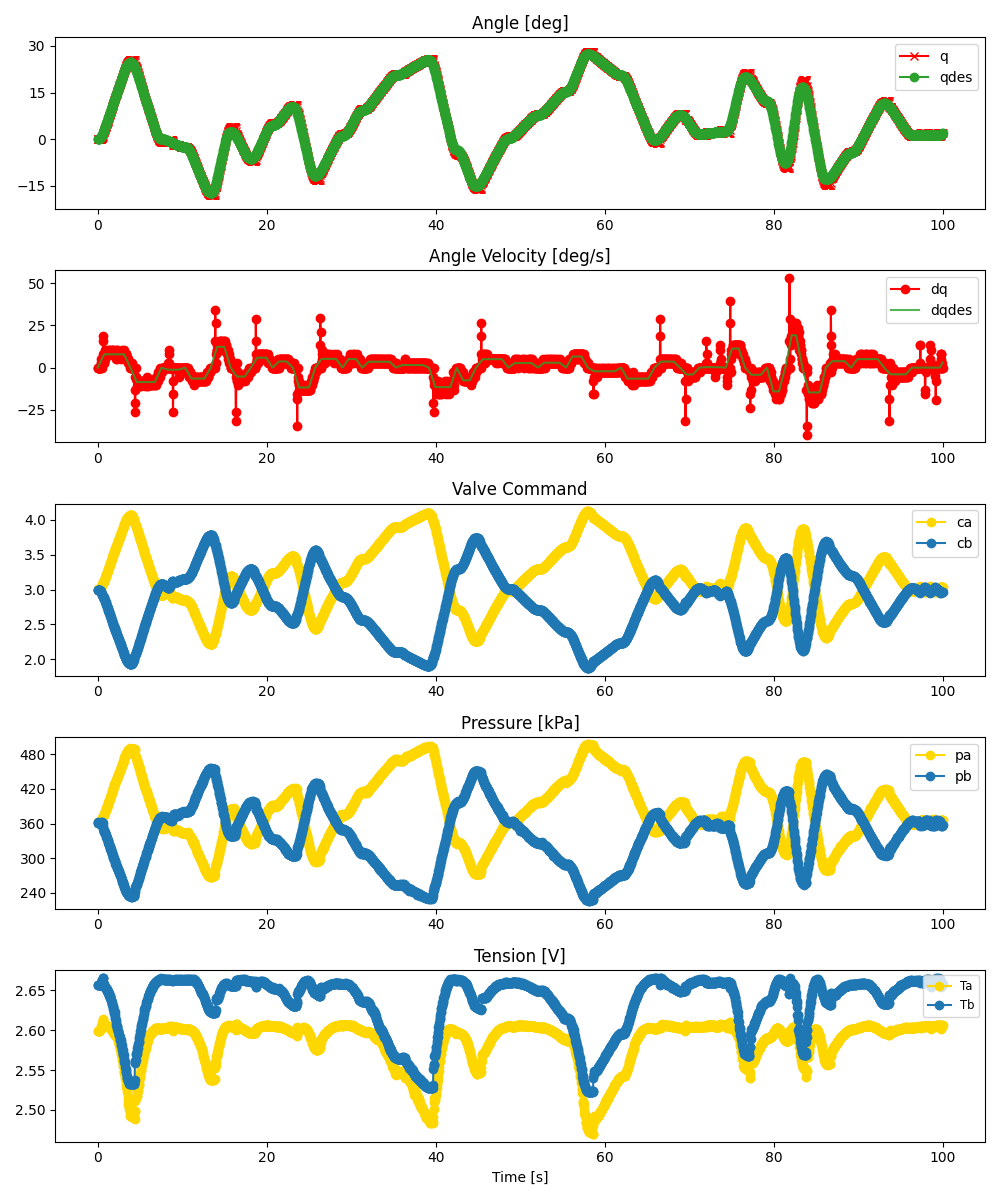 Angle [deg]
30
15
0
−15
q
qdes
0 20 40 60 80 100
Angle Velocity [deg/s]
50
25
0
−25
dq
dqdes
0 20 40 60 80 100
Valve Command
4.0
3.5
3.0
2.5
2.0
ca
cb
0 20 40 60 80 100
Pressure [kPa]
480
420
360
300
240
pa
pb
0 20 40 60 80 100
Tension [V]
2.65
2.60
2.55
2.50
Ta
Tb
0 20 40 60 80 100
Time [s]